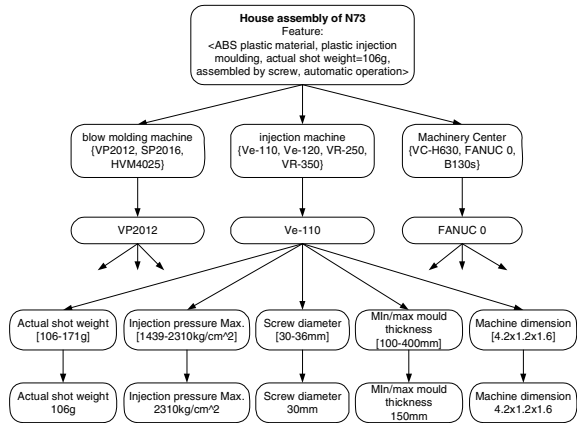 House assembly of N73
Feature:
<ABS plastic material, plastic injection
moulding, actual shot weight=106g,
assembled by screw, automatic operation>
blow molding machine
{VP2012, SP2016,
HVM4025}
injection machine
{Ve-110, Ve-120, VR-250,
VR-350}
Machinery Center
{VC-H630, FANUC 0,
B130s}
VP2012
Ve-110
FANUC 0
Actual shot weight
[106-171g]
Injection pressure Max.
[1439-2310kg/cm^2]
Screw diameter
[30-36mm]
MIn/max mould
thickness
[100-400mm]
Machine dimension
[4.2x1.2x1.6]
Actual shot weight
106g
Injection pressure Max.
2310kg/cm^2
Screw diameter
30mm
MIn/max mould
thickness
150mm
Machine dimension
4.2x1.2x1.6